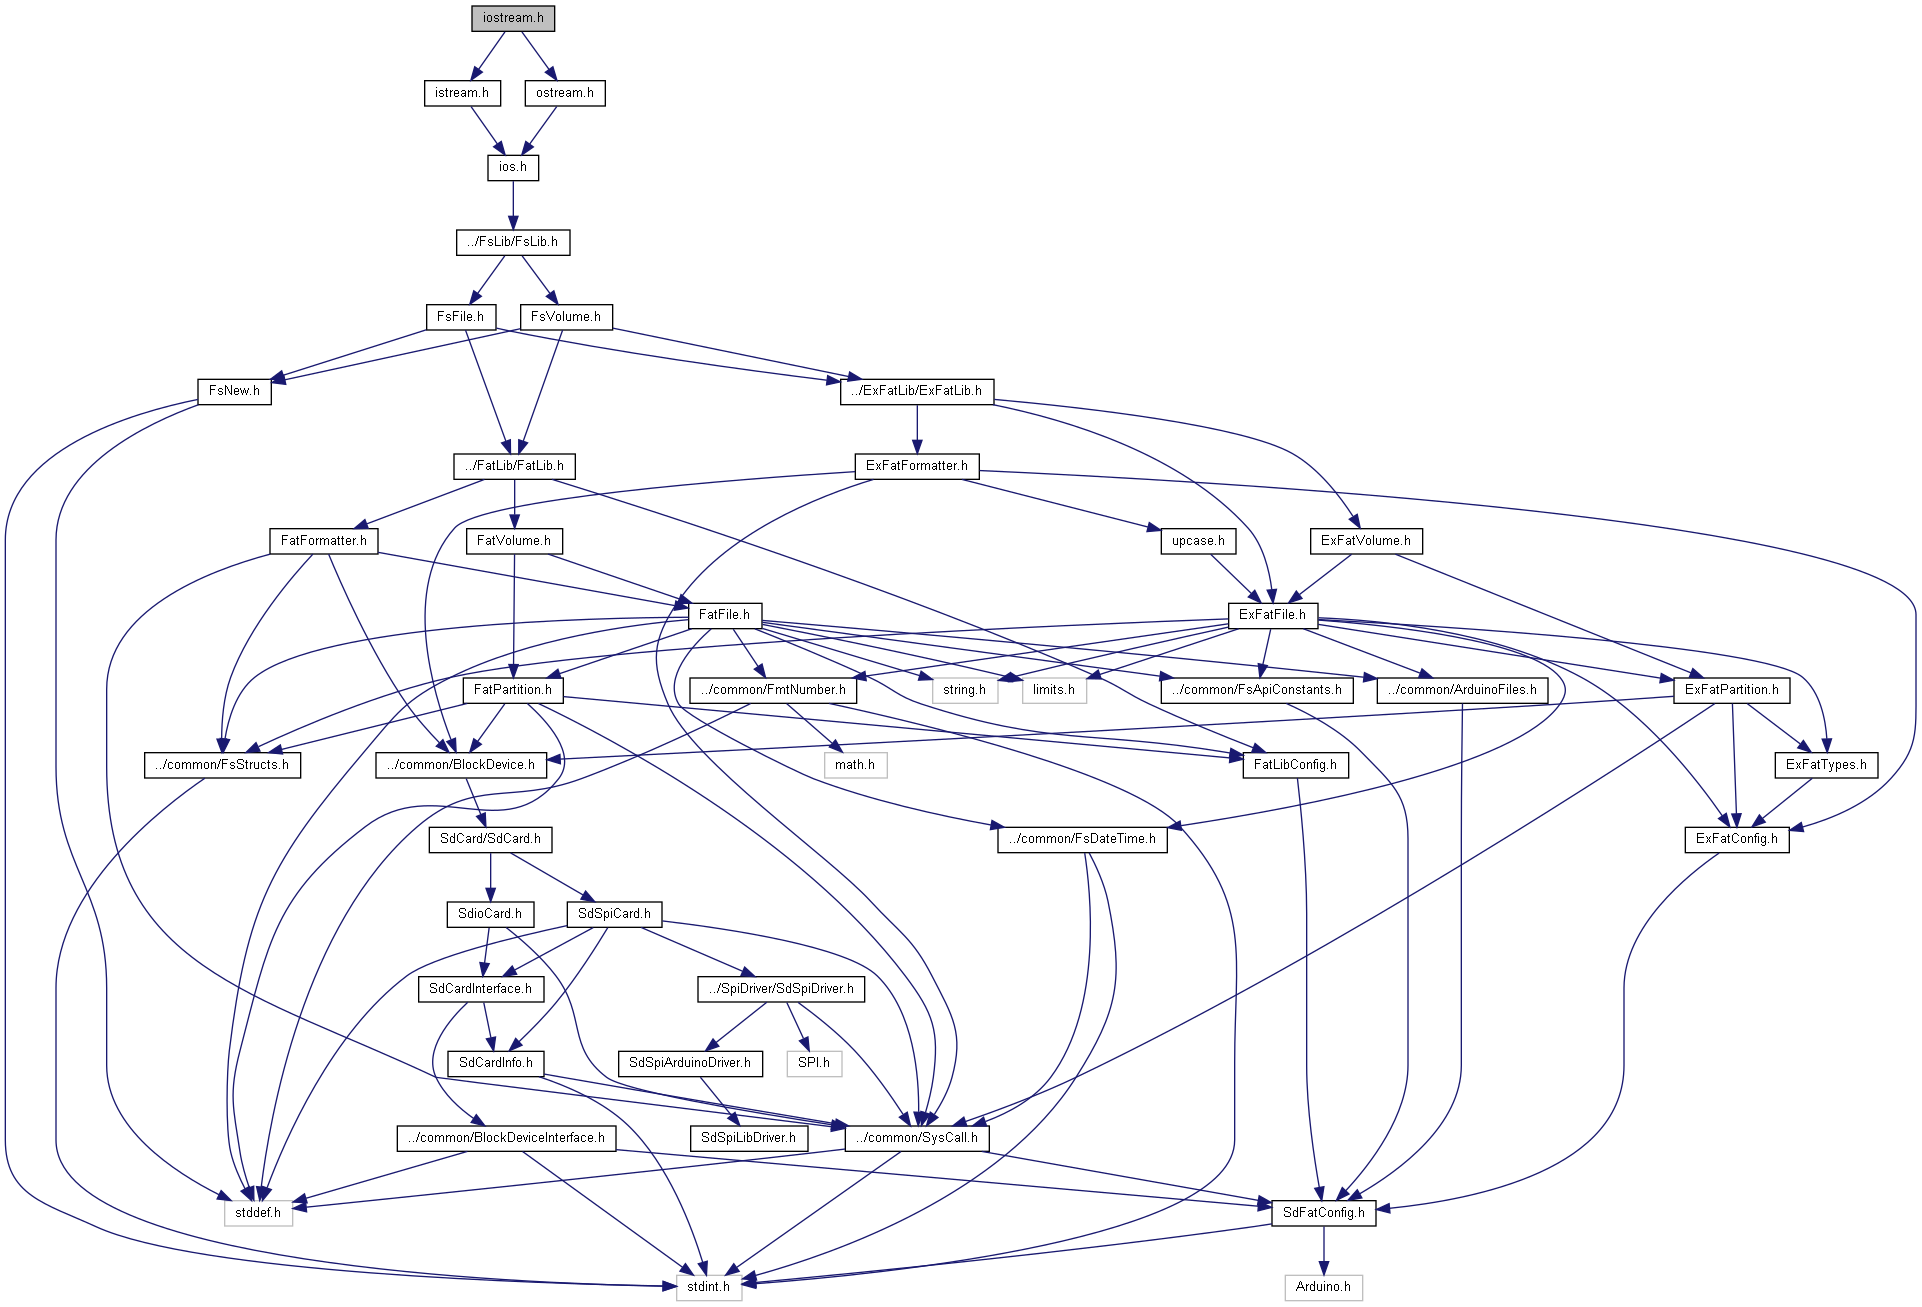 iostream.h
istream.h
ostream.h
ios.h
../FsLib/FsLib.h
FsFile.h
FsVolume.h
FsNew.h
../ExFatLib/ExFatLib.h
../FatLib/FatLib.h
ExFatFormatter.h
FatFormatter.h
FatVolume.h
upcase.h
ExFatVolume.h
FatFile.h
ExFatFile.h
FatPartition.h
../common/FmtNumber.h
string.h
limits.h
../common/FsApiConstants.h
../common/ArduinoFiles.h
ExFatPartition.h
../common/FsStructs.h
../common/BlockDevice.h
math.h
FatLibConfig.h
ExFatTypes.h
SdCard/SdCard.h
../common/FsDateTime.h
ExFatConfig.h
SdioCard.h
SdSpiCard.h
SdCardInterface.h
../SpiDriver/SdSpiDriver.h
SdCardInfo.h
SdSpiArduinoDriver.h
SPI.h
../common/BlockDeviceInterface.h
SdSpiLibDriver.h
../common/SysCall.h
stddef.h
SdFatConfig.h
stdint.h
Arduino.h